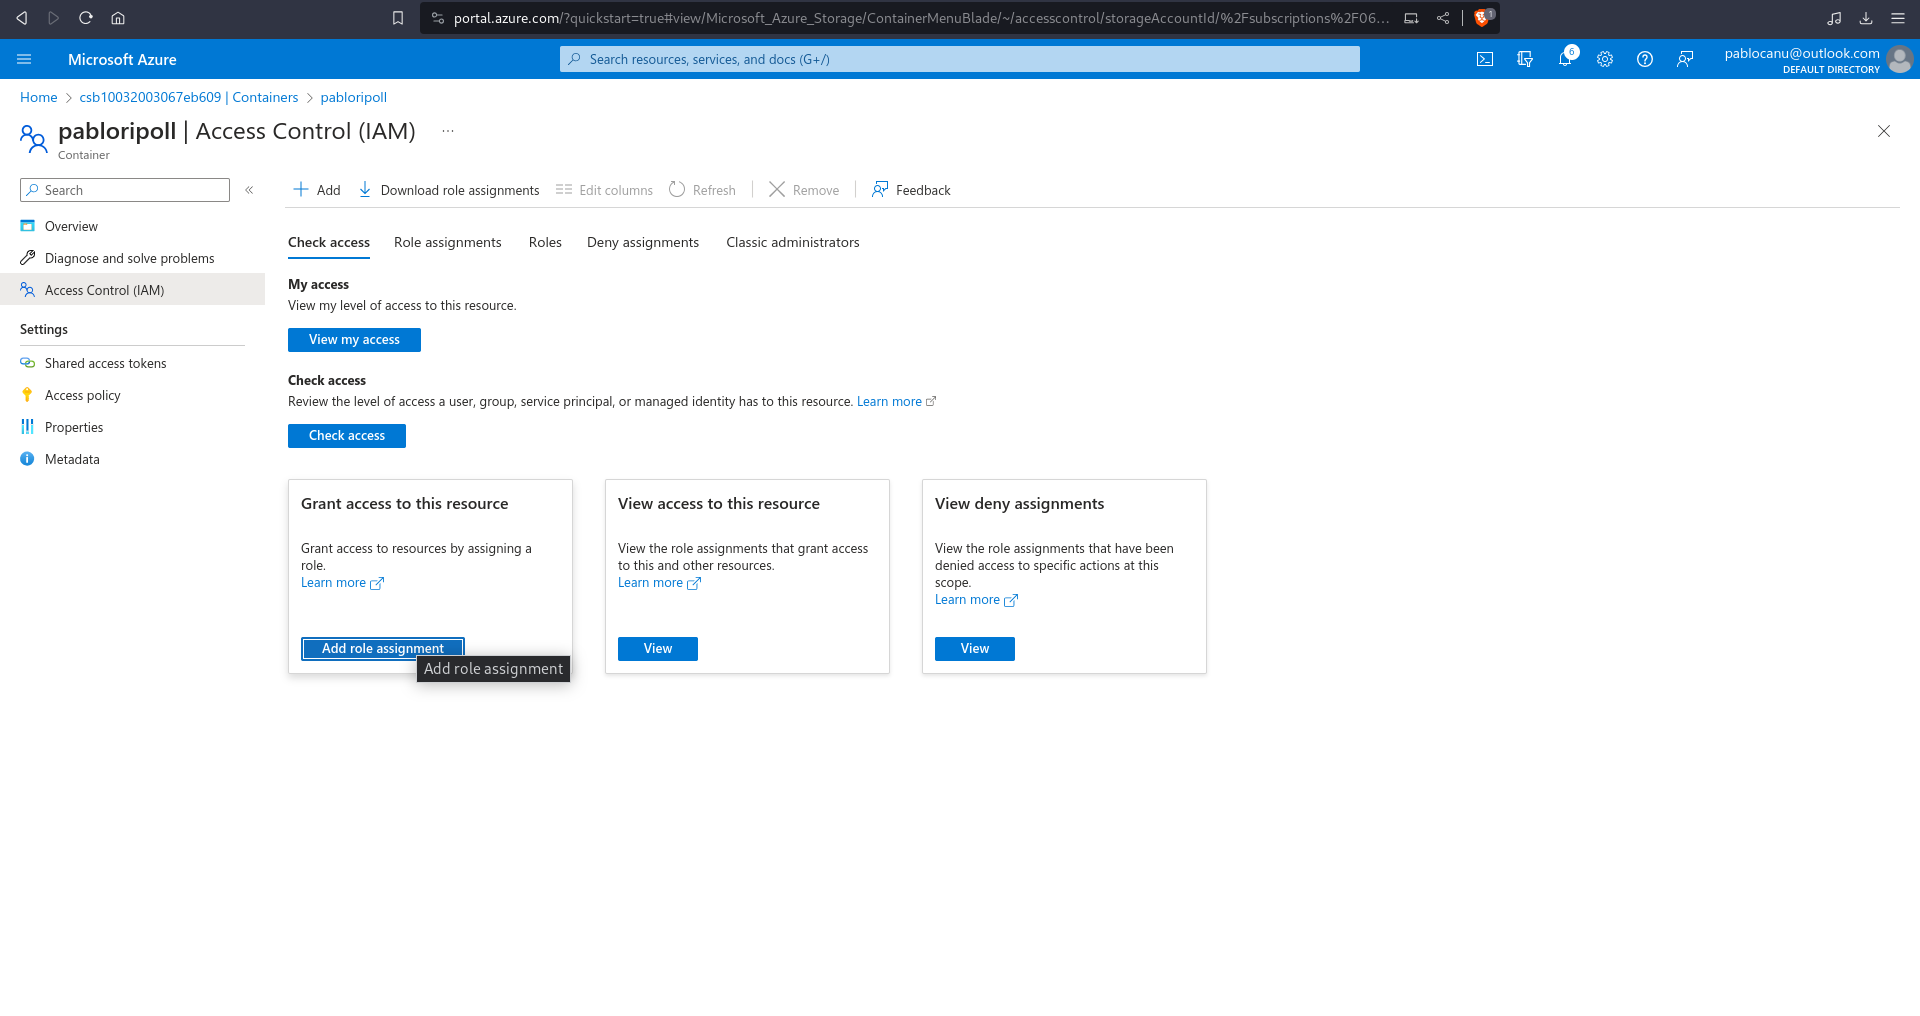 portal.azure.com/?quickstart=true#view/Microsoft_Azure_Storage/ContainerMenuBlade/~/accesscontrol/storageAccountId/%2Fsubscriptions%2F06…
1
Microsoft Azure
Search resources, services, and docs (G+/)
6
pablocanu@outlook.com
DEFAULT DIRECTORY
Home > csb10032003067eb609 | Containers > pabloripoll
pabloripoll | Access Control (IAM) ...
Container
Search
«
Overview
Diagnose and solve problems
Access Control (IAM)
Settings
Shared access tokens
Access policy
Properties
Metadata
Add
Download role assignments
Edit columns
Refresh
Remove
Feedback
Check access
Role assignments
Roles
Deny assignments
Classic administrators
My access
View my level of access to this resource.
View my access
Check access
Review the level of access a user, group, service principal, or managed identity has to this resource. Learn more
Check access
Grant access to this resource
Grant access to resources by assigning a
role.
Learn more
Add role assignment
Add role assignment
View access to this resource
View the role assignments that grant access
to this and other resources.
Learn more
View
View deny assignments
View the role assignments that have been
denied access to specific actions at this
scope.
Learn more
View